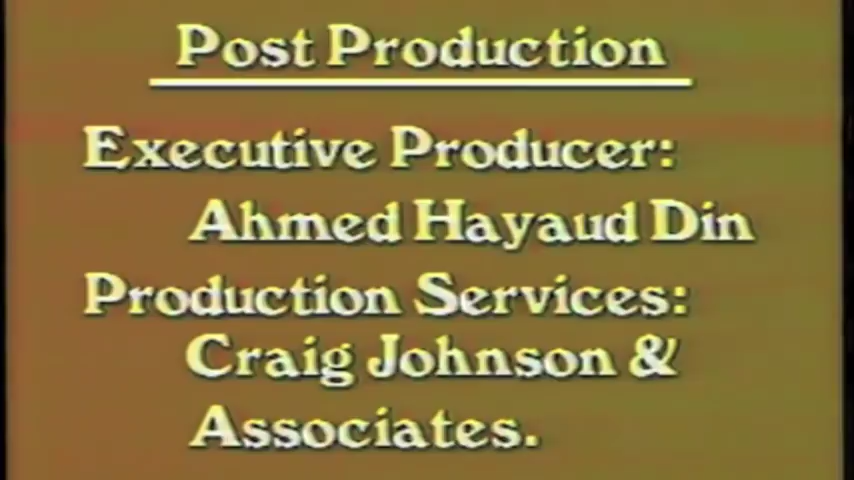 Post Production
Executive Producer:
Ahmed Hayaud Din
Production Services:
Craig Johnson &
Associates.